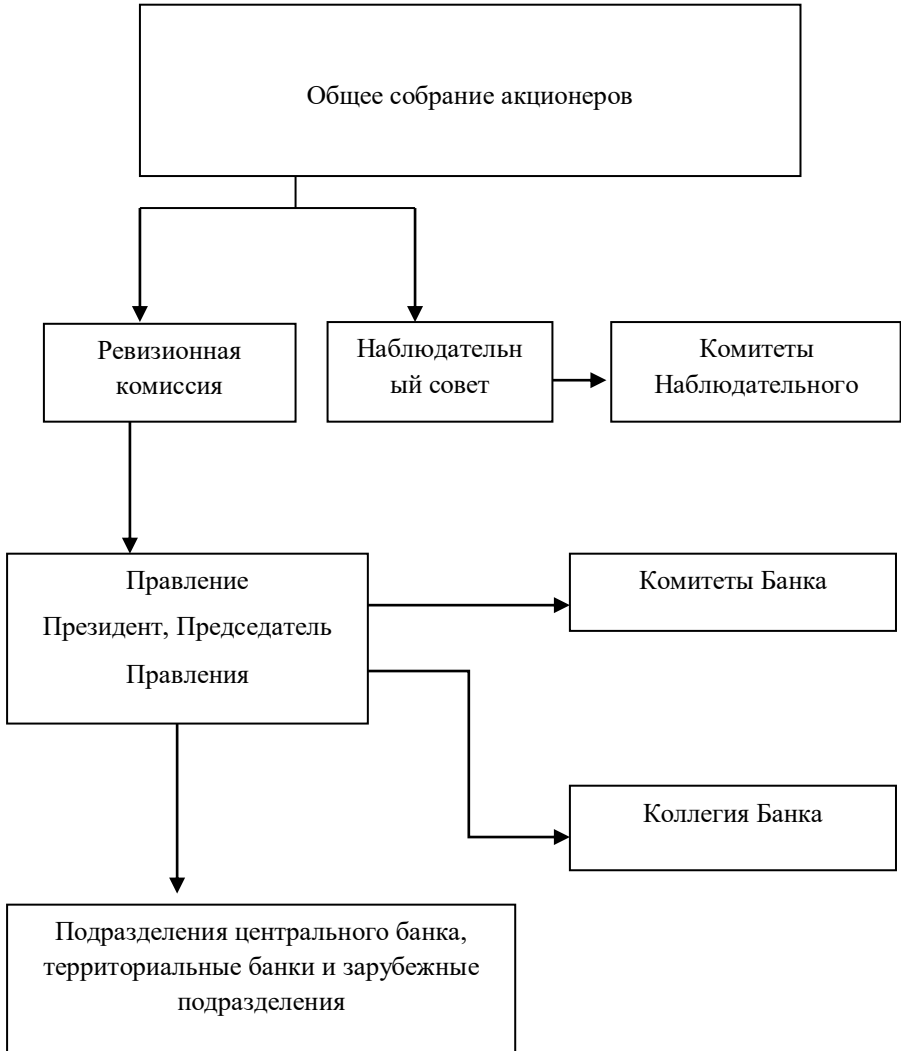 Общее собрание акционеров
Ревизионная
комиссия
Наблюдательн
ый совет
Комитеты
Наблюдательного
Правление
Президент, Председатель
Правления
Комитеты Банка
Коллегия Банка
Подразделения центрального банка,
территориальные банки и зарубежные
подразделения